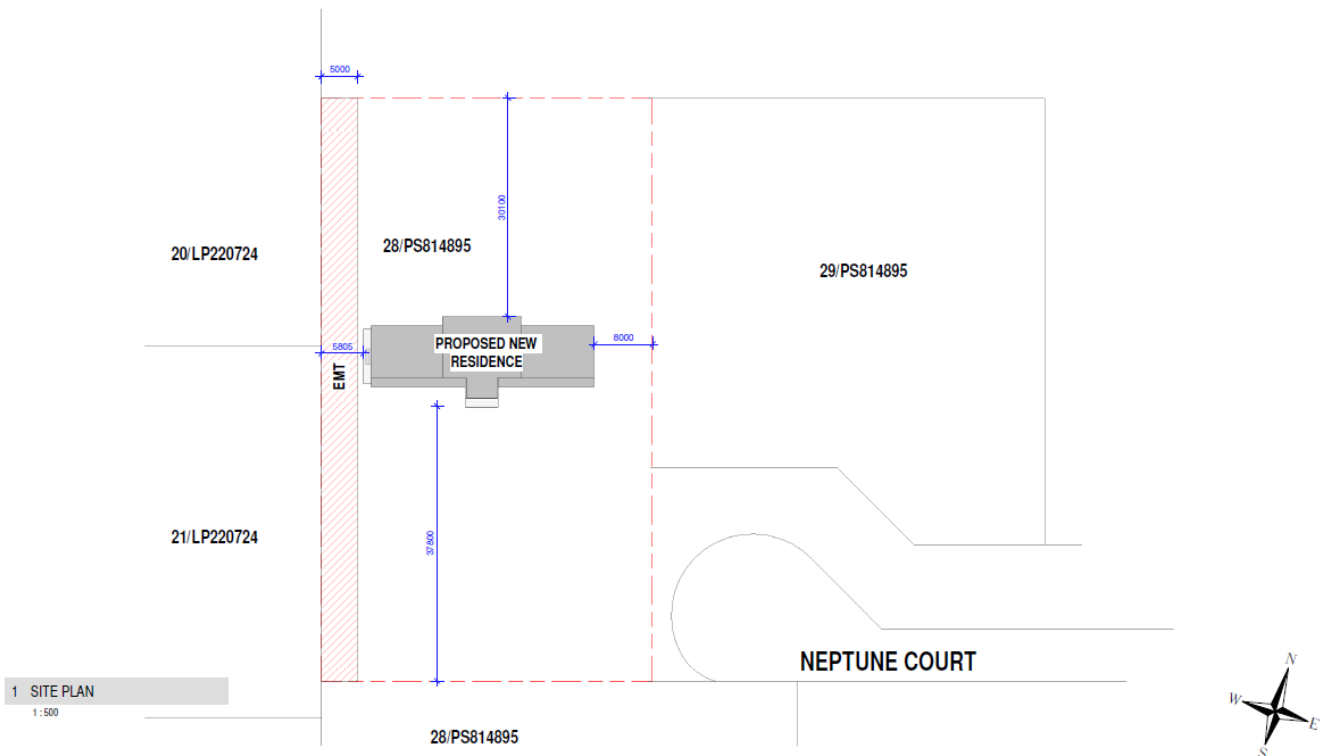 5000
30100
20/LP220724
28/PS814895
29/PS814895
PROPOSED NEW
RESIDENCE
5805
8000
EMT
37800
21/LP220724
NEPTUNE COURT
1 SITE PLAN
1 : 500
28/PS814895
N
W
E
S